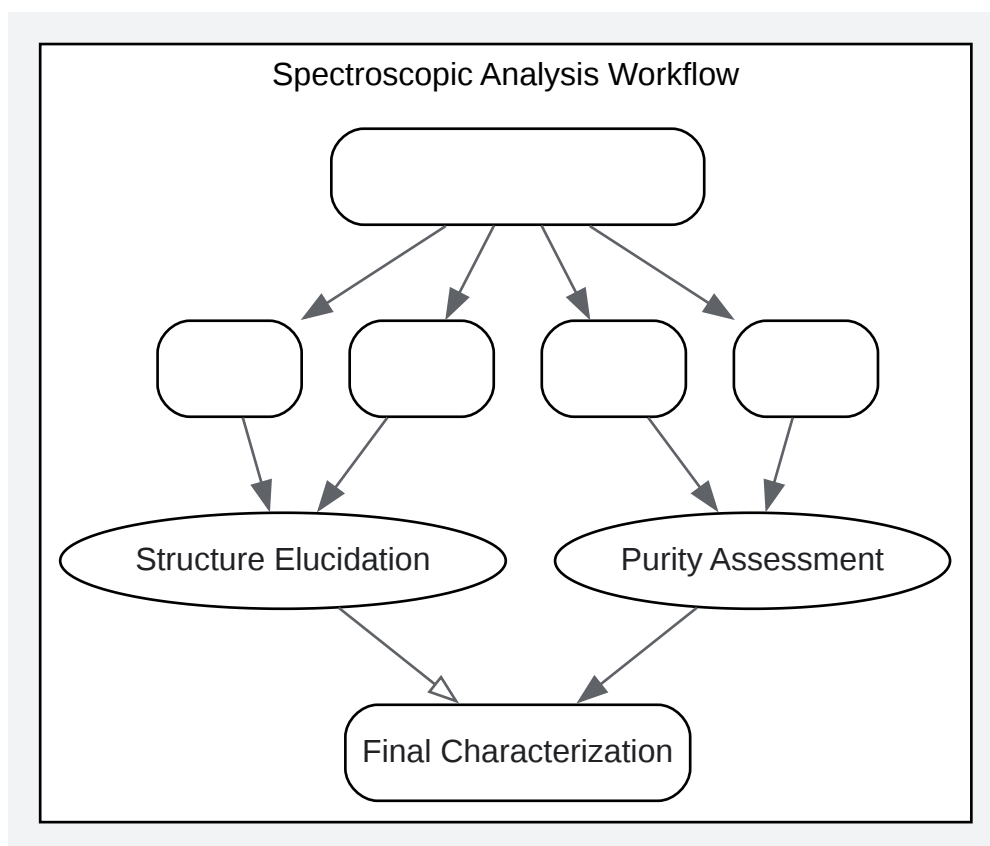 Spectroscopic Analysis Workflow
Structure Elucidation
Purity Assessment
Final Characterization